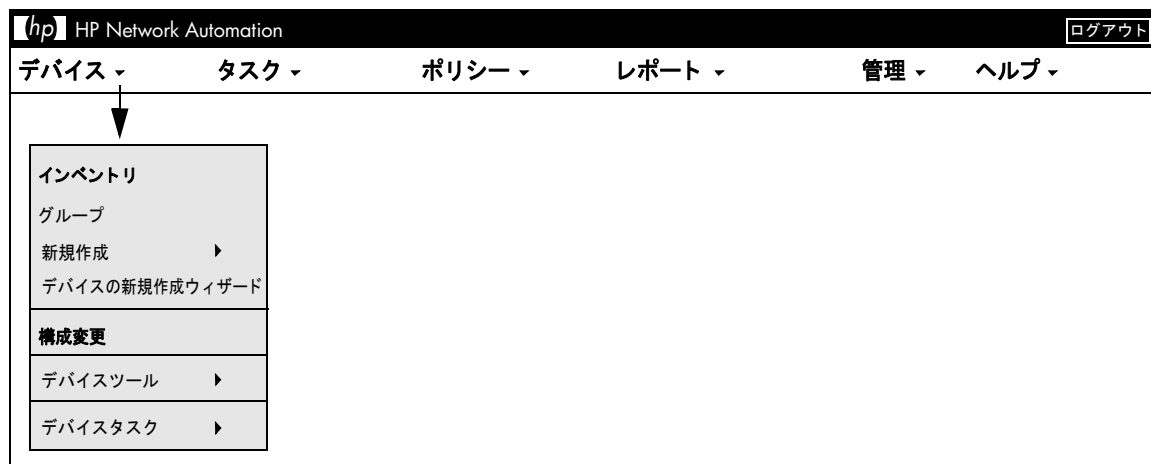 hp HP Network Automation ログアウト
デバイス タスク ポリシー レポート 管理 ヘルプ
インベントリ
グループ
新規作成
デバイスの新規作成ウィザード
構成変更
デバイスツール
デバイスタスク